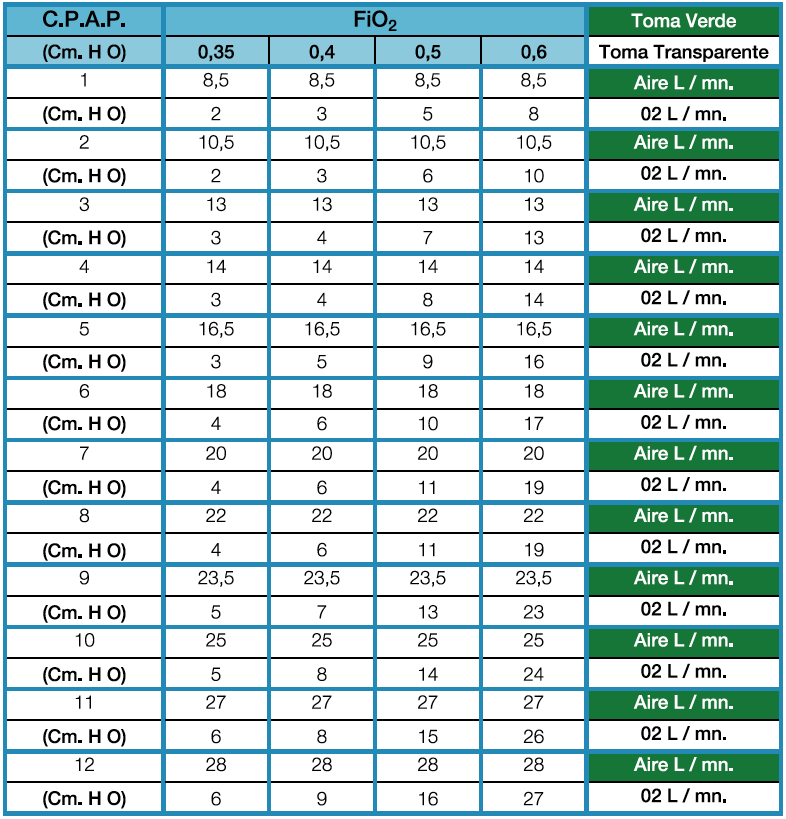 C.P.A.P. FiO₂ Toma Verde
(Cm. H O) 0,35 0,4 0,5 0,6 Toma Transparente
1 8,5 8,5 8,5 8,5 Aire L / mn.
(Cm. H O) 2 3 5 8 02 L / mn.
2 10,5 10,5 10,5 10,5 Aire L / mn.
(Cm. H O) 2 3 6 10 02 L / mn.
3 13 13 13 13 Aire L / mn.
(Cm. H O) 3 4 7 13 02 L / mn.
4 14 14 14 14 Aire L / mn.
(Cm. H O) 3 4 8 14 02 L / mn.
5 16,5 16,5 16,5 16,5 Aire L / mn.
(Cm. H O) 3 5 9 16 02 L / mn.
6 18 18 18 18 Aire L / mn.
(Cm. H O) 4 6 10 17 02 L / mn.
7 20 20 20 20 Aire L / mn.
(Cm. H O) 4 6 11 19 02 L / mn.
8 22 22 22 22 Aire L / mn.
(Cm. H O) 4 6 11 19 02 L / mn.
9 23,5 23,5 23,5 23,5 Aire L / mn.
(Cm. H O) 5 7 13 23 02 L / mn.
10 25 25 25 25 Aire L / mn.
(Cm. H O) 5 8 14 24 02 L / mn.
11 27 27 27 27 Aire L / mn.
(Cm. H O) 6 8 15 26 02 L / mn.
12 28 28 28 28 Aire L / mn.
(Cm. H O) 6 9 16 27 02 L / mn.